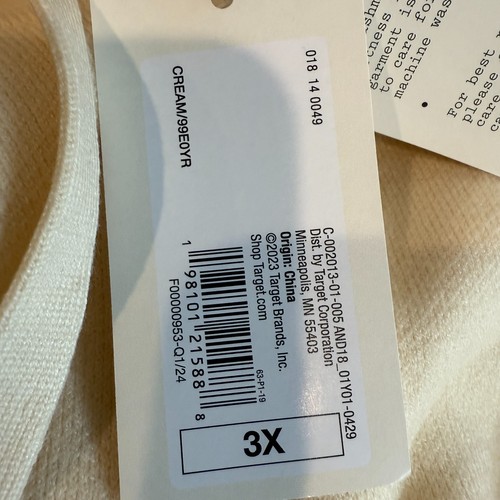 018 14 0049
CREAM/99E0YR
C-002013-01-005 AND18_01Y01-0429
Dist. by Target Corporation
Minneapolis, MN 55403
Origin: China
©2023 Target Brands, Inc.
Shop Target.com
63-P1-19
1 98101 21588 8
F00000953-Q1/24
3X
garment is
to care for
machine was
• For best
please
care